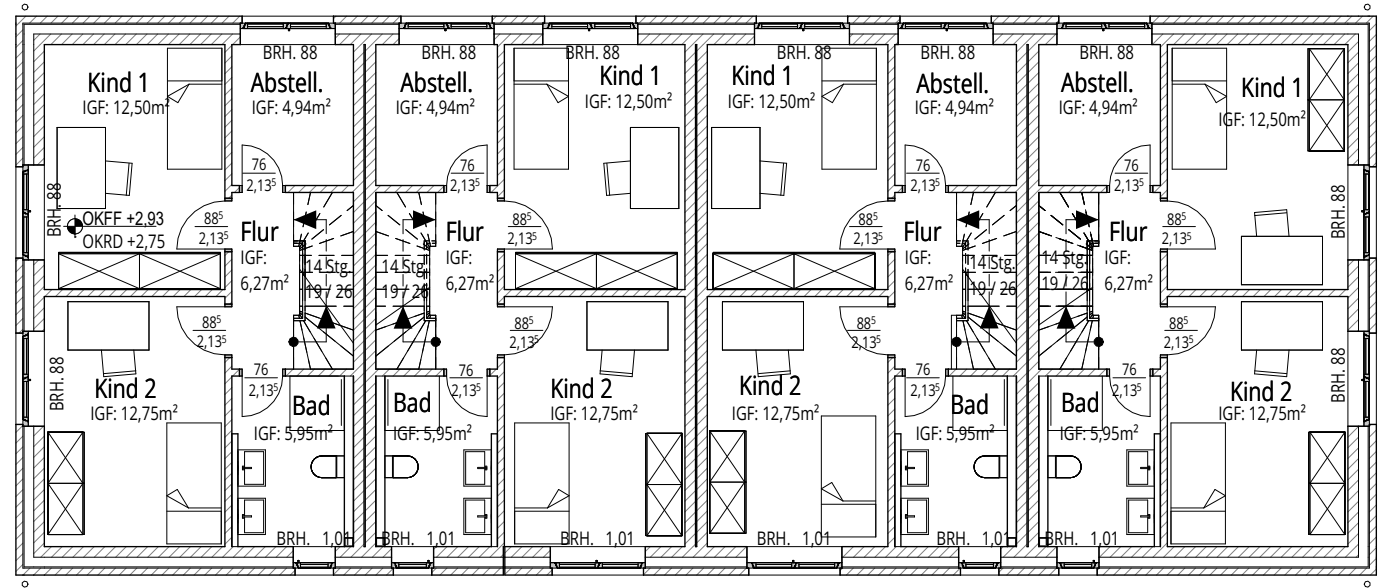 BRH. 88
BRH. 88
BRH. 88
BRH. 88
BRH. 88
BRH. 88
Kind 1
IGF: 12,50m²
Abstell.
IGF: 4,94m²
Abstell.
IGF: 4,94m²
Kind 1
IGF: 12,50m²
Kind 1
IGF: 12,50m²
Abstell.
IGF: 4,94m²
Abstell.
IGF: 4,94m²
Kind 1
IGF: 12,50m²
76
2,13⁵
76
2,13⁵
76
2,13⁵
76
2,13⁵
BRH. 88
OKFF +2,93
OKRD +2,75
88⁵
2,13⁵
Flur
IGF:
6,27m²
14 Stg.
19 / 26
14 Stg.
19 / 26
Flur
IGF:
6,27m²
88⁵
2,13⁵
88⁵
2,13⁵
Flur
IGF:
6,27m²
14 Stg.
19 / 26
14 Stg.
19 / 26
Flur
IGF:
6,27m²
88⁵
2,13⁵
BRH. 88
88⁵
2,13⁵
88⁵
2,13⁵
88⁵
2,13⁵
88⁵
2,13⁵
BRH. 88
Kind 2
IGF: 12,75m²
76
2,13⁵
Bad
IGF: 5,95m²
Bad
IGF: 5,95m²
76
2,13⁵
Kind 2
IGF: 12,75m²
Kind 2
IGF: 12,75m²
76
2,13⁵
Bad
IGF: 5,95m²
Bad
IGF: 5,95m²
76
2,13⁵
Kind 2
IGF: 12,75m²
BRH. 88
BRH. 1,01
BRH. 1,01
BRH. 1,01
BRH. 1,01
BRH. 1,01
BRH. 1,01